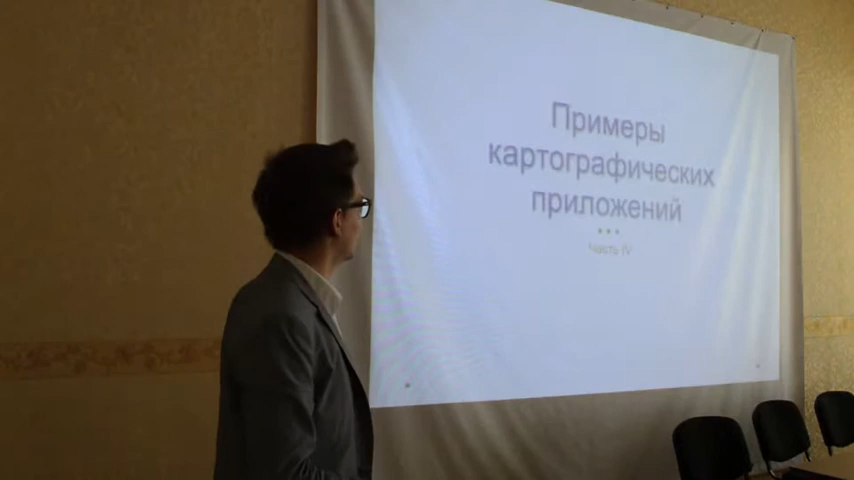 Примеры
картографических
приложений
Часть IV